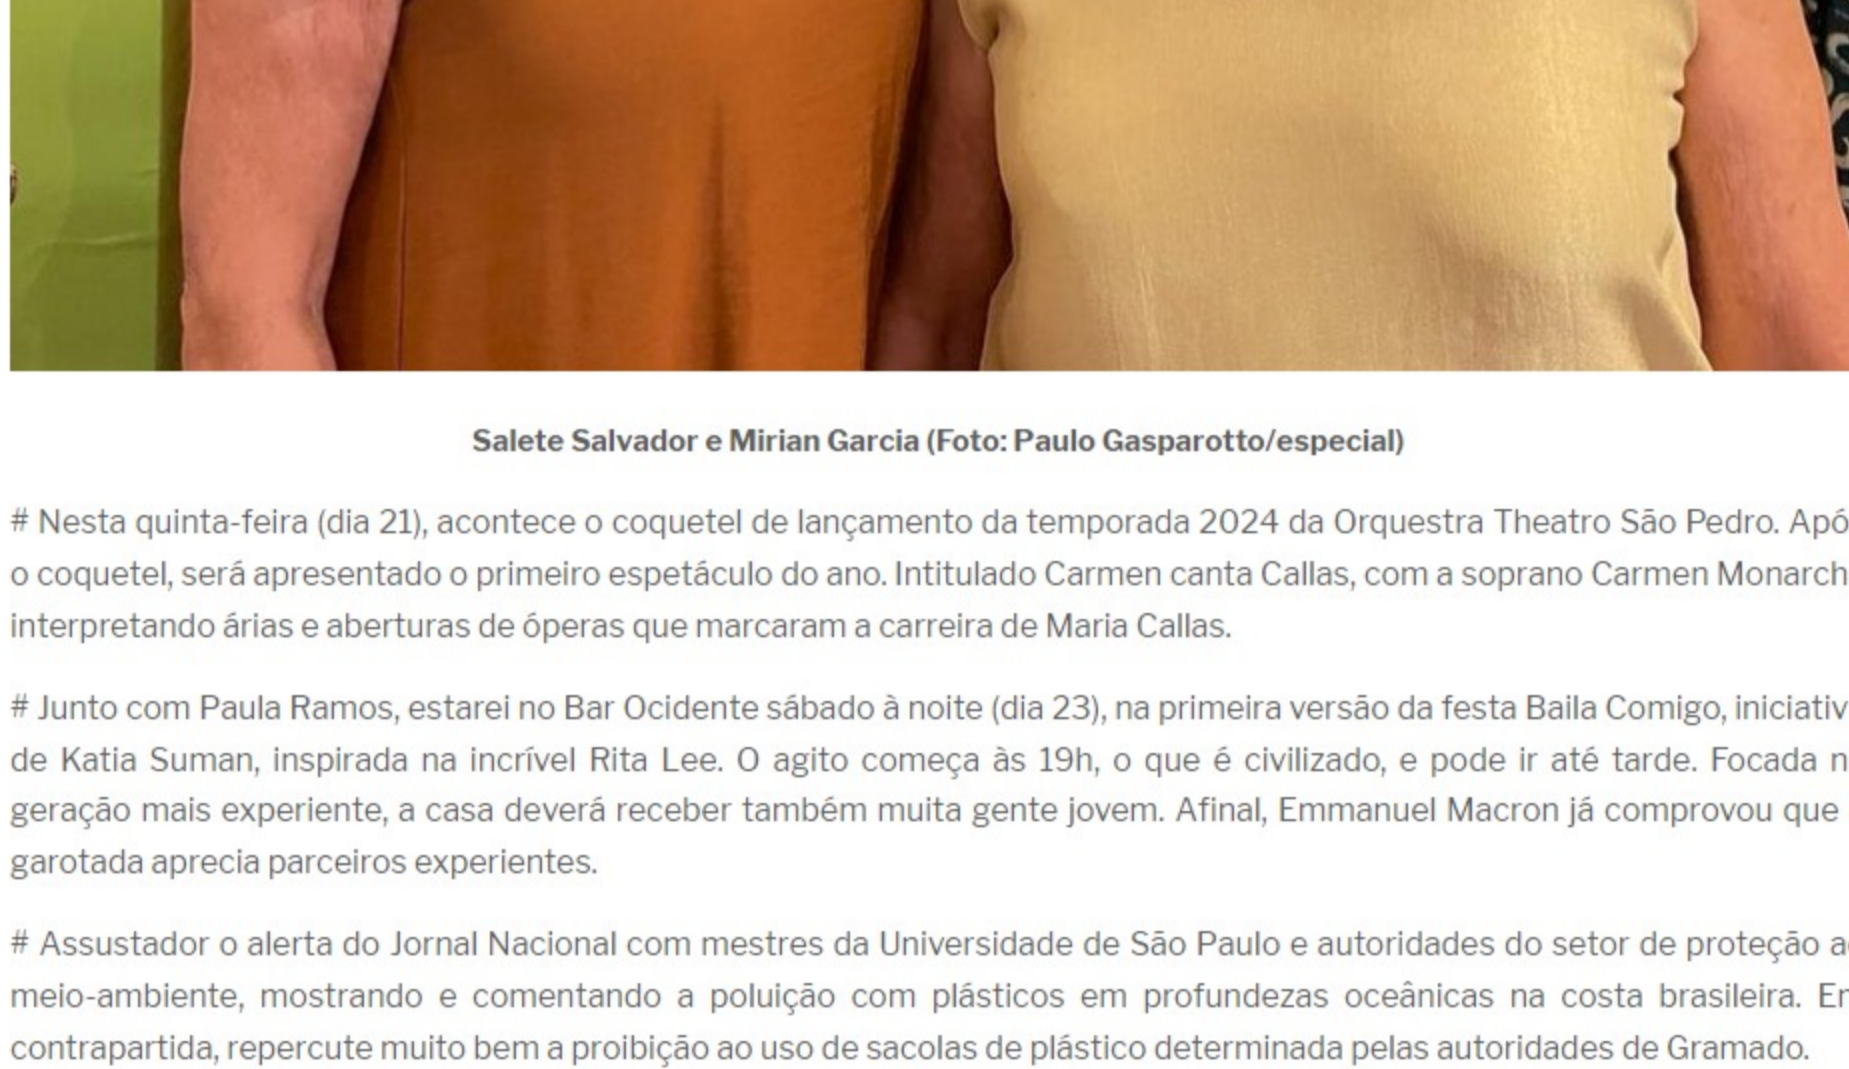 Salete Salvador e Mirian Garcia (Foto: Paulo Gasparotto/especial)
# Nesta quinta-feira (dia 21), acontece o coquetel de lançamento da temporada 2024 da Orquestra Theatro São Pedro. Apó
o coquetel, será apresentado o primeiro espetáculo do ano. Intitulado Carmen canta Callas, com a soprano Carmen Monarch
interpretando árias e aberturas de óperas que marcaram a carreira de Maria Callas.
# Junto com Paula Ramos, estarei no Bar Ocidente sábado à noite (dia 23), na primeira versão da festa Baila Comigo, iniciativ
de Katia Suman, inspirada na incrível Rita Lee. O agito começa às 19h, o que é civilizado, e pode ir até tarde. Focada n
geração mais experiente, a casa deverá receber também muita gente jovem. Afinal, Emmanuel Macron já comprovou que
garotada aprecia parceiros experientes.
# Assustador o alerta do Jornal Nacional com mestres da Universidade de São Paulo e autoridades do setor de proteção a
meio-ambiente, mostrando e comentando a poluição com plásticos em profundezas oceânicas na costa brasileira. E
contrapartida, repercute muito bem a proibição ao uso de sacolas de plástico determinada pelas autoridades de Gramado.